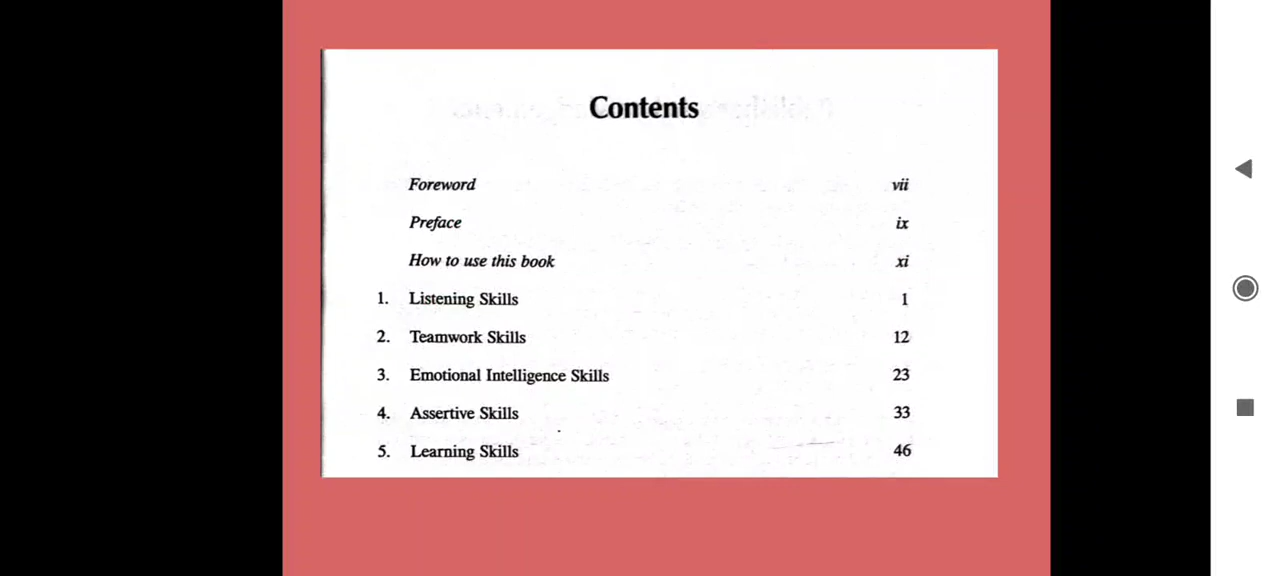 Contents
Foreword vii
Preface ix
How to use this book xi
1. Listening Skills 1
2. Teamwork Skills 12
3. Emotional Intelligence Skills 23
4. Assertive Skills 33
5. Learning Skills 46